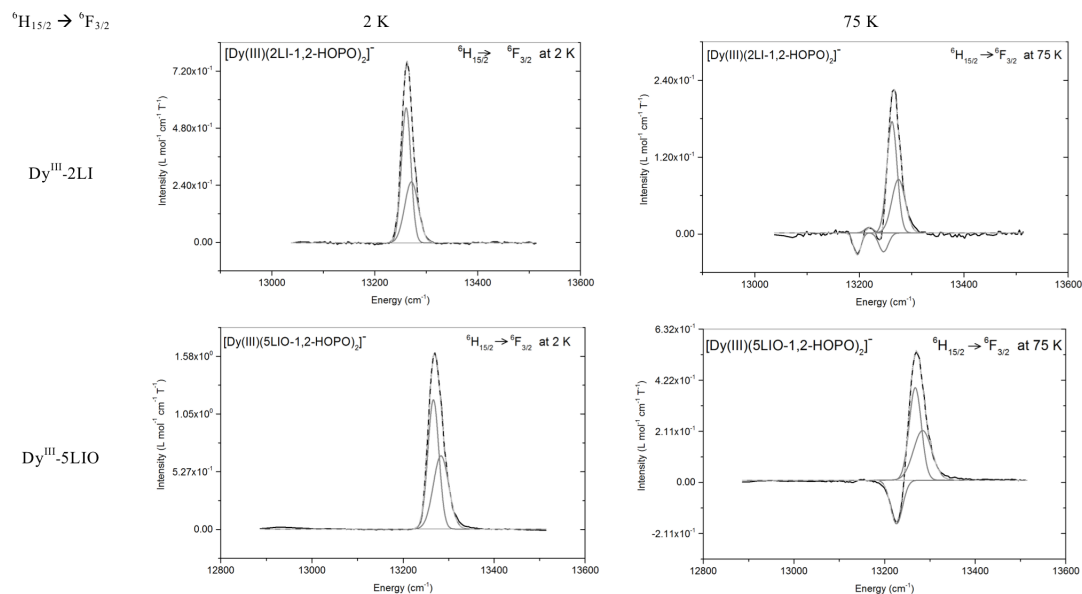 ⁶H₁₅/₂ → ⁶F₃/₂
2 K
75 K
Dyᴵᴵᴵ-2LI
[Dy(III)(2LI-1,2-HOPO)₂]⁻
⁶H₁₅/₂ → ⁶F₃/₂ at 2 K
Intensity (L mol⁻¹ cm⁻¹ T⁻¹)
7.20x10⁻¹
4.80x10⁻¹
2.40x10⁻¹
0.00
12800 13000 13200 13400 13600
Energy (cm⁻¹)
[Dy(III)(2LI-1,2-HOPO)₂]⁻
⁶H₁₅/₂ → ⁶F₃/₂ at 75 K
Intensity (L mol⁻¹ cm⁻¹ T⁻¹)
2.40x10⁻¹
1.20x10⁻¹
0.00
13000 13200 13400 13600
Energy (cm⁻¹)
Dyᴵᴵᴵ-5LIO
[Dy(III)(5LIO-1,2-HOPO)₂]⁻
⁶H₁₅/₂ → ⁶F₃/₂ at 2 K
Intensity (L mol⁻¹ cm⁻¹ T⁻¹)
1.58x10⁰
1.05x10⁰
5.27x10⁻¹
0.00
12800 13000 13200 13400 13600
Energy (cm⁻¹)
[Dy(III)(5LIO-1,2-HOPO)₂]⁻
⁶H₁₅/₂ → ⁶F₃/₂ at 75 K
Intensity (L mol⁻¹ cm⁻¹ T⁻¹)
6.32x10⁻¹
4.22x10⁻¹
2.11x10⁻¹
0.00
-2.11x10⁻¹
12800 13000 13200 13400 13600
Energy (cm⁻¹)